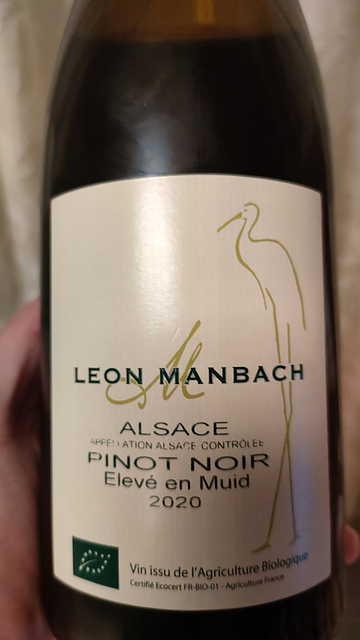 M
LEON MANBACH
ALSACE
APPELLATION ALSACE CONTRÔLÉE
PINOT NOIR
Elevé en Muid
2020
Vin issu de l'Agriculture Biologique
Certifié Ecocert FR-BIO-01 - Agriculture France